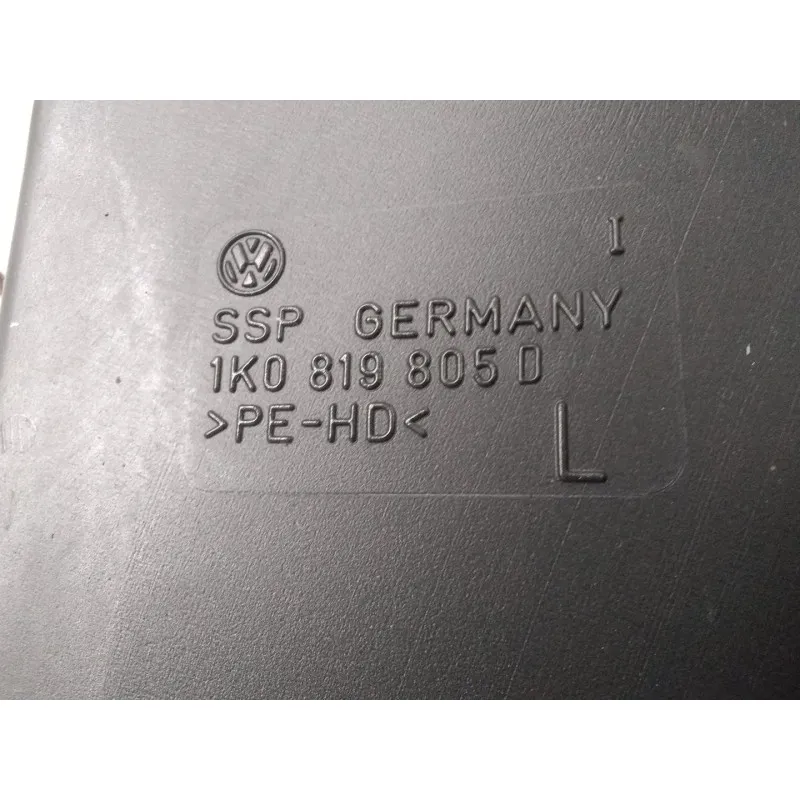 I
SSP GERMANY
1K0 819 805 D
>PE-HD<
L